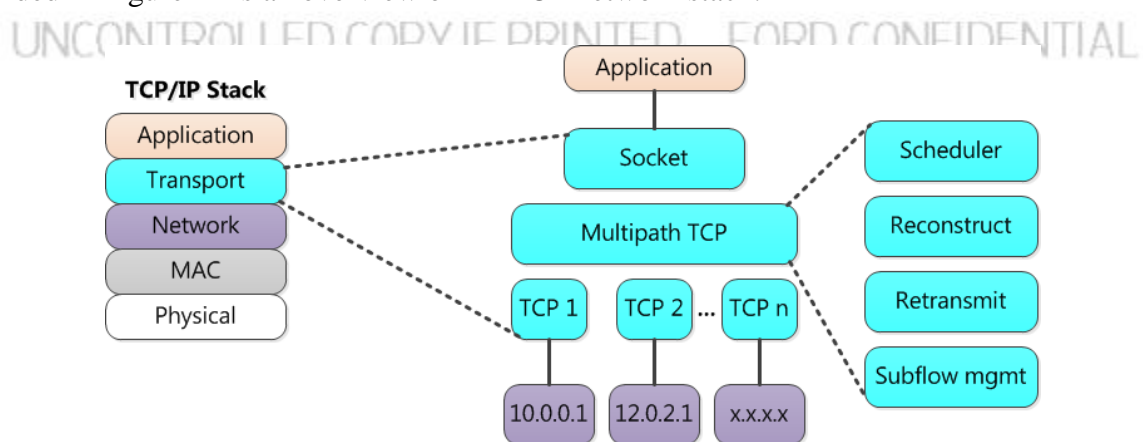 UNCONTROLLED COPY IF PRINTED FORD CONFIDENTIAL
TCP/IP Stack
Application
Transport
Network
MAC
Physical
Application
Socket
Multipath TCP
TCP 1
TCP 2
...
TCP n
10.0.0.1
12.0.2.1
x.x.x.x
Scheduler
Reconstruct
Retransmit
Subflow mgmt